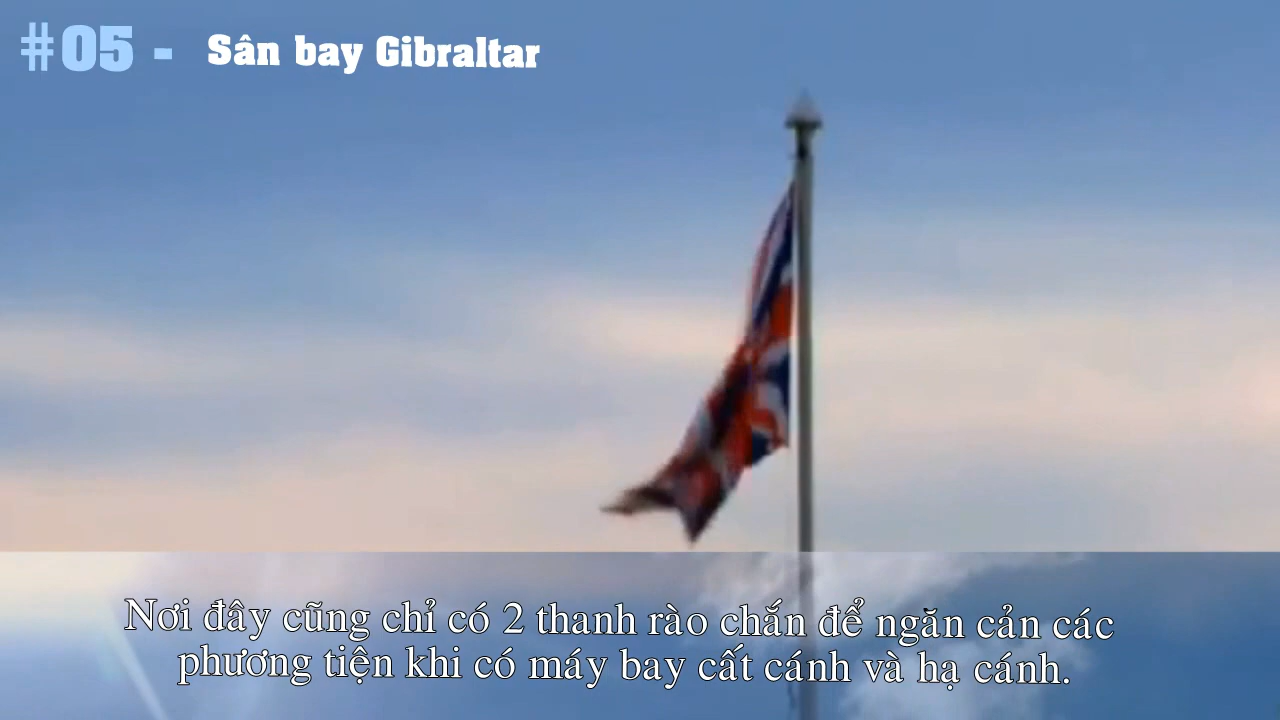 #05 - Sân bay Gibraltar
Nơi đây cũng chỉ có 2 thanh rào chắn để ngăn cản các
phương tiện khi có máy bay cất cánh và hạ cánh.